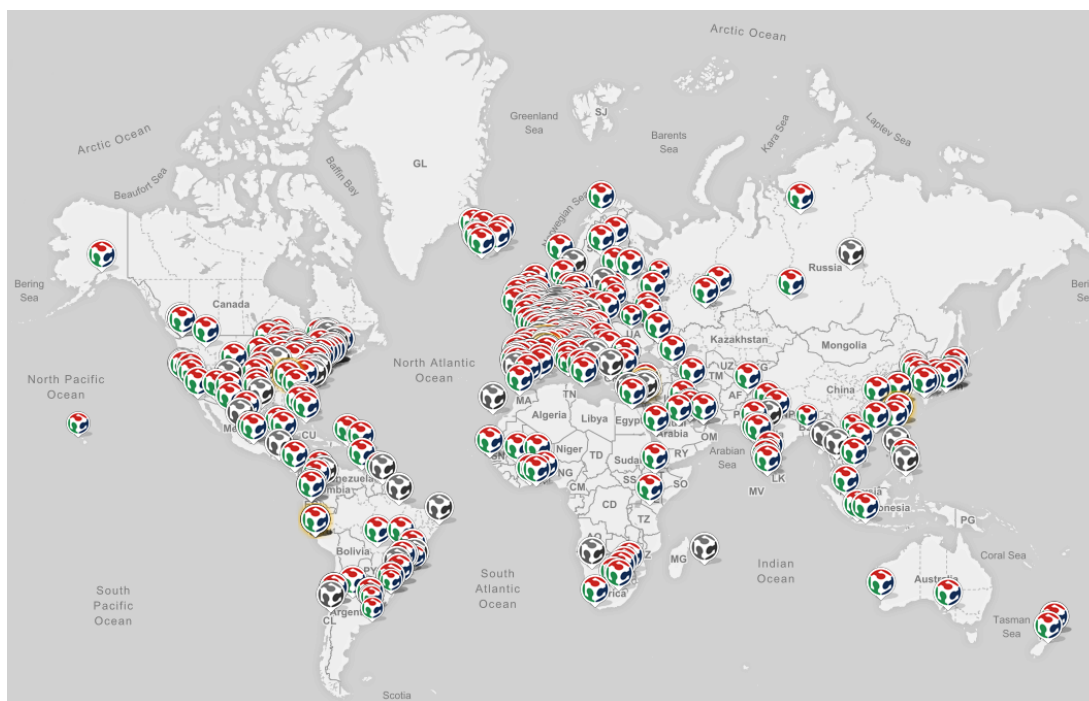 Arctic Ocean
Arctic Ocean
Greenland
Sea
SJ
Barents
Sea
Kara Sea
Laptev Sea
Beaufort Sea
Baffin Bay
GL
Norwegian Sea
Bering
Sea
Russia
Canada
North Atlantic
Ocean
North Pacific
Ocean
UA
Kazakhstan
Mongolia
UZ
TM
China
AF
MA
TN
Algeria
Libya
Egypt
Arabia
OM
CU
Niger
TD
Sudan
RY
Arabian
Sea
NG
CM
SS
SO
LK
MV
CD
TZ
PG
Bolivia
PY
MG
Indian
Ocean
Coral Sea
South
Pacific
Ocean
South
Atlantic
Ocean
CL
Tasman
Sea
Scotia